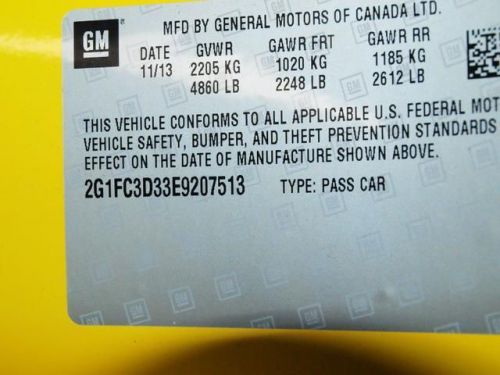 GM
MFD BY GENERAL MOTORS OF CANADA LTD.
DATE GVWR GAWR FRT GAWR RR
11/13 2205 KG 1020 KG 1185 KG
4860 LB 2248 LB 2612 LB
THIS VEHICLE CONFORMS TO ALL APPLICABLE U.S. FEDERAL MOT
VEHICLE SAFETY, BUMPER, AND THEFT PREVENTION STANDARDS
EFFECT ON THE DATE OF MANUFACTURE SHOWN ABOVE.
2G1FC3D33E9207513 TYPE: PASS CAR